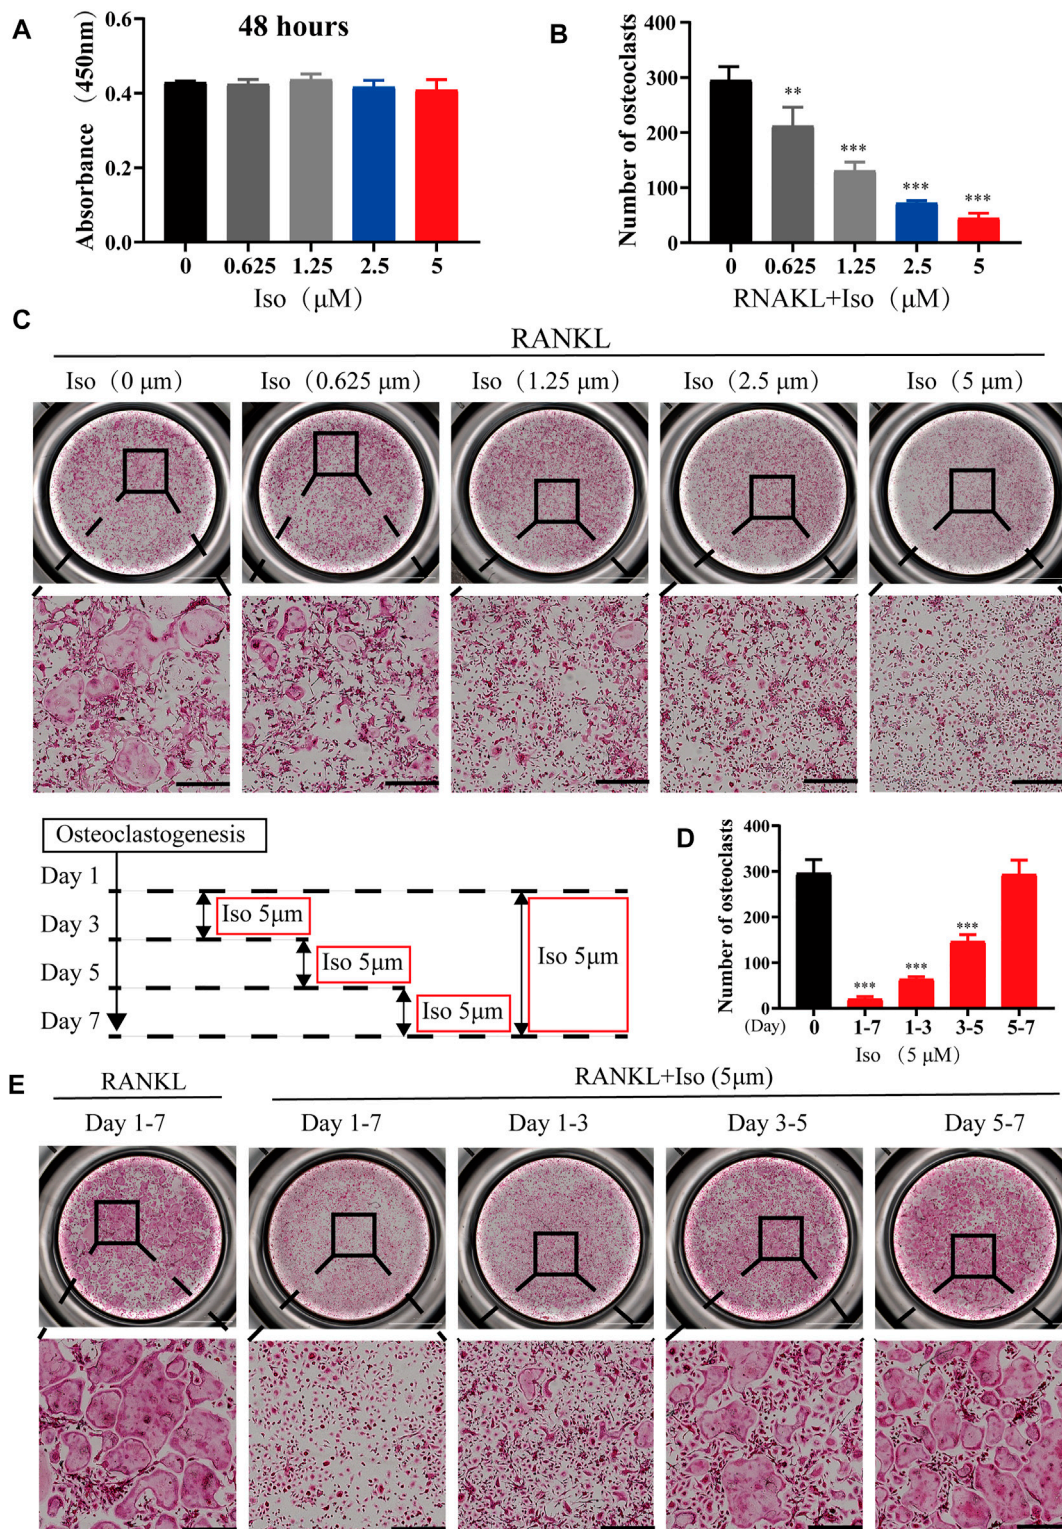 A
48 hours
Absorbance（450nm）
0.6
0.4
0.2
0.0
0 0.625 1.25 2.5 5
Iso（μM）
B
Number of osteoclasts
400
300
200
100
0
** *** *** ***
0 0.625 1.25 2.5 5
RNAKL+Iso（μM）
C
RANKL
Iso（0 μm） Iso（0.625 μm） Iso（1.25 μm） Iso（2.5 μm） Iso（5 μm）
Osteoclastogenesis
Day 1
Day 3
Day 5
Day 7
Iso 5μm
Iso 5μm
Iso 5μm
Iso 5μm
D
Number of osteoclasts
400
300
200
100
0
*** *** ***
(Day) 0 1-7 1-3 3-5 5-7
Iso （5 μM）
E
RANKL RANKL+Iso (5μm)
Day 1-7 Day 1-7 Day 1-3 Day 3-5 Day 5-7